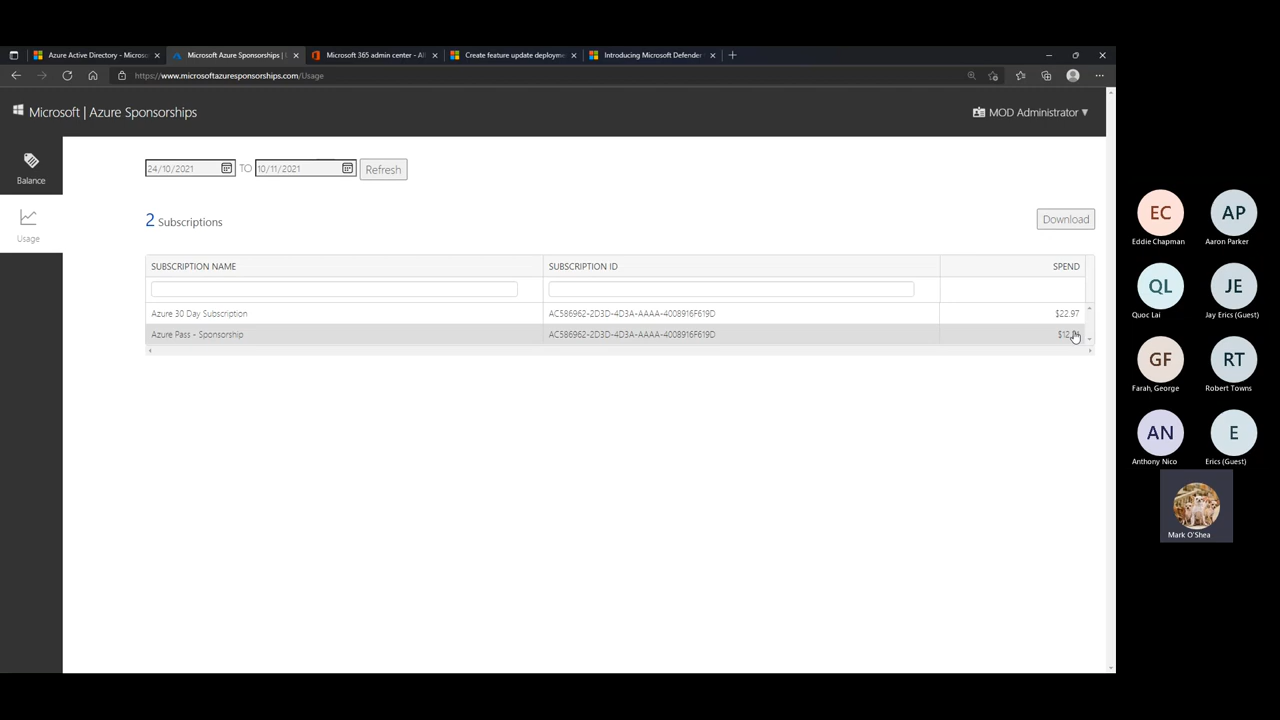 Azure Active Directory - Microso
Microsoft Azure Sponsorships |
Microsoft 365 admin center - Al
Create feature update deployme
Introducing Microsoft Defender
https://www.microsoftazuresponsorships.com/Usage
Microsoft | Azure Sponsorships
MOD Administrator
Balance
Usage
24/10/2021 TO 10/11/2021 Refresh
2 Subscriptions
Download
SUBSCRIPTION NAME SUBSCRIPTION ID SPEND
Azure 30 Day Subscription AC586962-2D3D-4D3A-AAAA-4008916F619D $22.97
Azure Pass - Sponsorship AC586962-2D3D-4D3A-AAAA-4008916F619D
EC AP
Eddie Chapman Aaron Parker
QL JE
Quoc Lai Jay Erics (Guest)
GF RT
Farah, George Robert Towns
AN E
Anthony Nico Erics (Guest)
Mark O'Shea